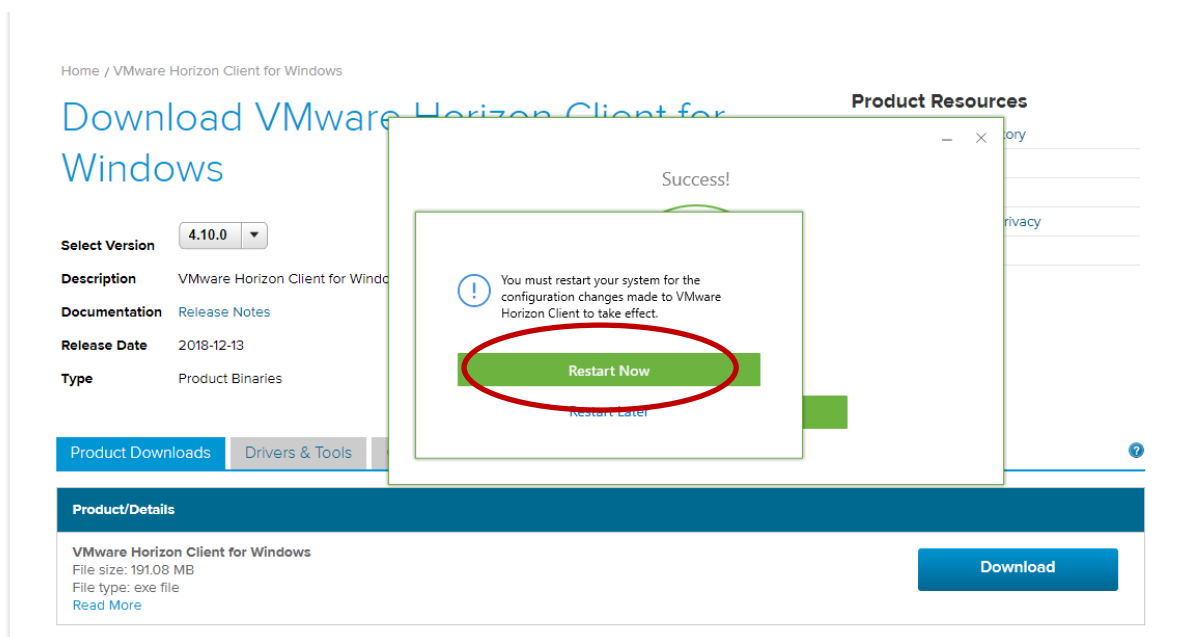 Home / VMware Horizon Client for Windows
Download VMware Horizon Client for
Windows
Select Version 4.10.0
Description VMware Horizon Client for Windo
Documentation Release Notes
Release Date 2018-12-13
Type Product Binaries
Product Resources
ory
rivacy
Success!
You must restart your system for the
configuration changes made to VMware
Horizon Client to take effect.
Restart Now
Restart Later
Product Downloads Drivers & Tools
?
Product/Details
VMware Horizon Client for Windows
File size: 191.08 MB
File type: exe file
Read More
Download